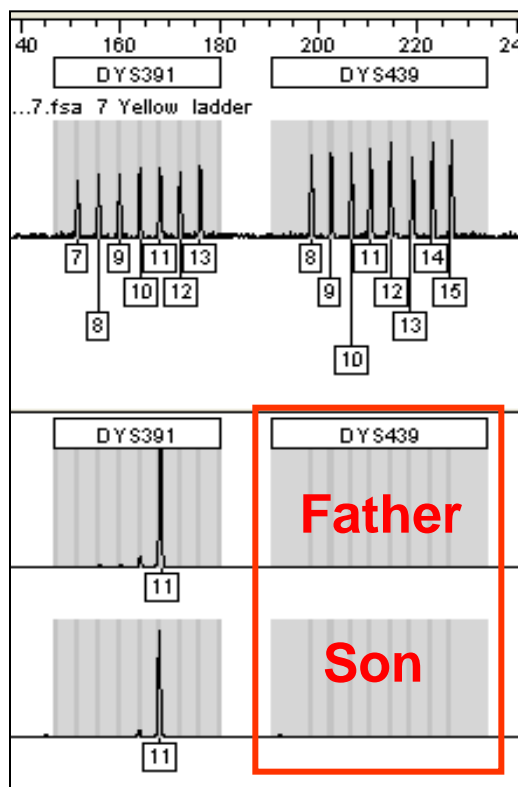 40 160 180 200 220 240
DYS391 DYS439
...7.fsa 7 Yellow ladder
7 9 11 13 8 11 14
10 12 9 12 15
8 13
10
DYS391 DYS439
Father
11
Son
11